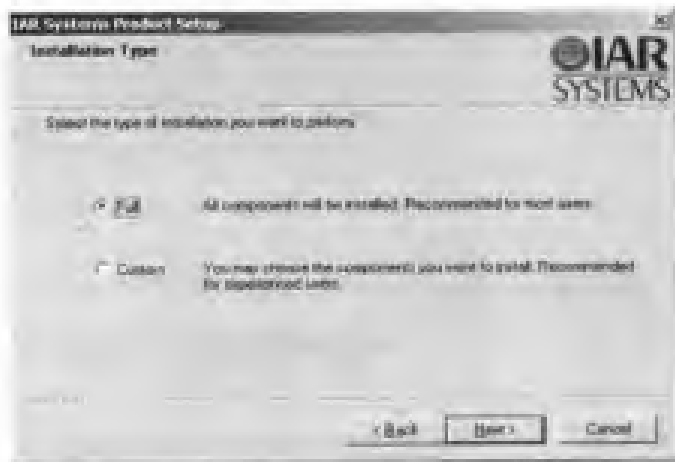 IAR Systems Product Setup
Installation Type
IAR
SYSTEMS
Select the type of installation you want to perform.
Full
All components will be installed. Recommended for most users.
Custom
You may choose the components you want to install. Recommended
for experienced users.
< Back
Next >
Cancel